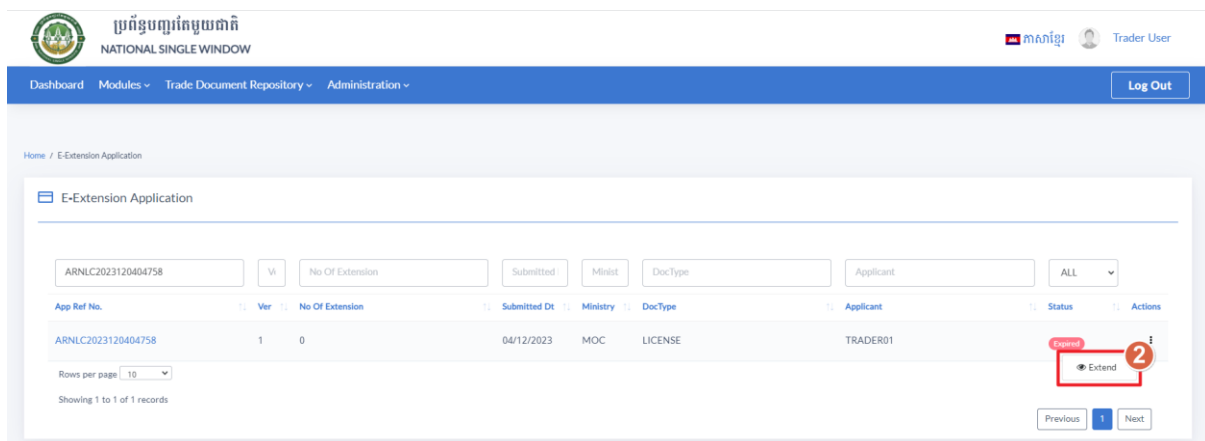 ប្រព័ន្ធបញ្ជរតែមួយជាតិ
NATIONAL SINGLE WINDOW
ភាសាខ្មែរ Trader User
Dashboard Modules Trade Document Repository Administration Log Out
Home / E-Extension Application
E-Extension Application
ARNLC2023120404758 Ve No Of Extension Submitted Minist DocType Applicant ALL
App Ref No. Ver No Of Extension Submitted Dt Ministry DocType Applicant Status Actions
ARNLC2023120404758 1 0 04/12/2023 MOC LICENSE TRADER01 Expired
2
Extend
Rows per page 10
Showing 1 to 1 of 1 records
Previous 1 Next